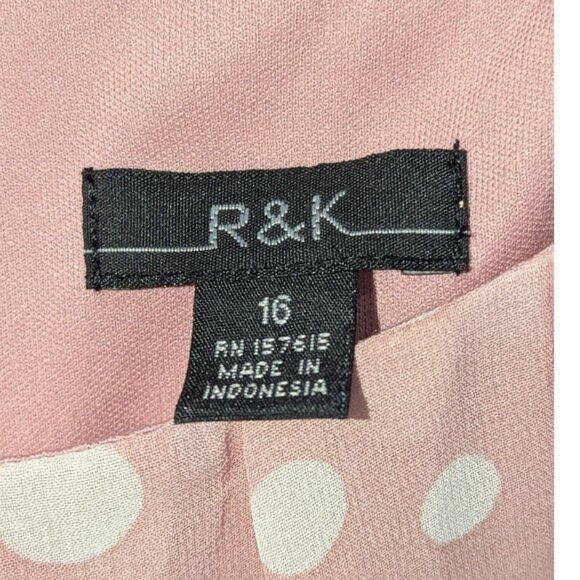 R&K
16
RN 157615
MADE IN
INDONESIA